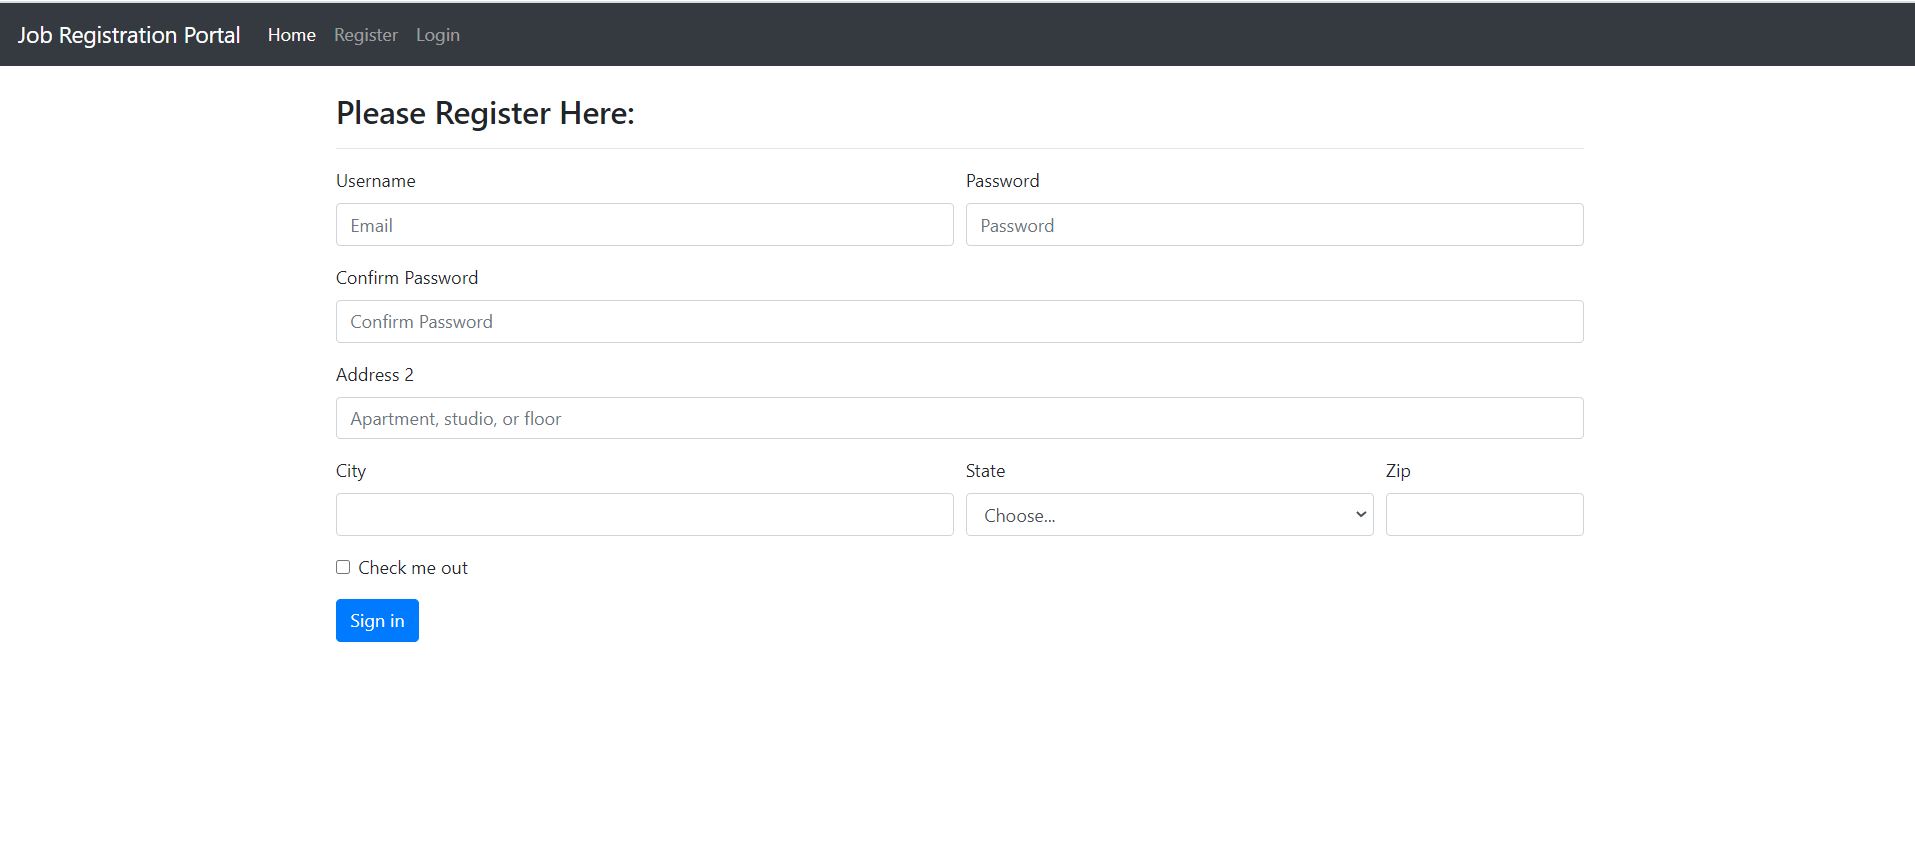 Job Registration Portal Home Register Login
Please Register Here:
Username Password
Email Password
Confirm Password
Confirm Password
Address 2
Apartment, studio, or floor
City State Zip
Choose...
Check me out
Sign in